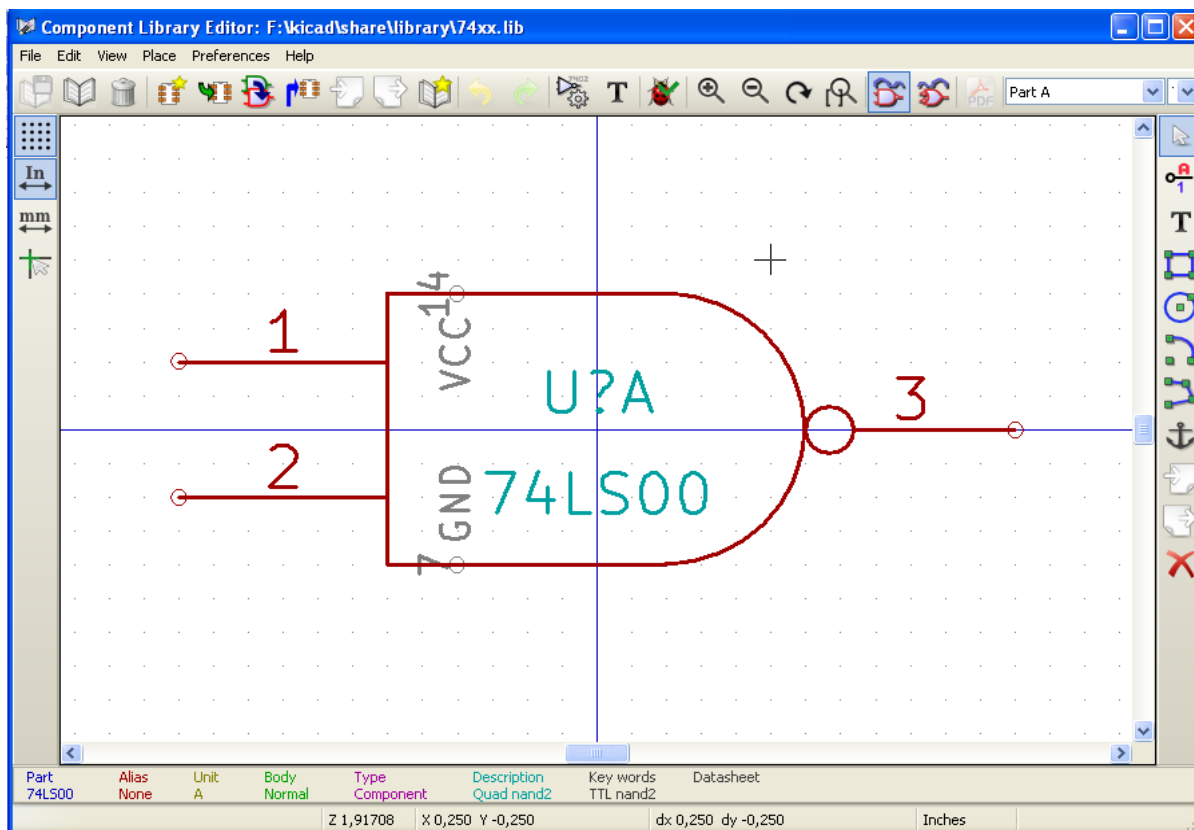 Component Library Editor: F:\kicad\share\library\74xx.lib
File Edit View Place Preferences Help
T PDF Part A
In
mm
A
1
T
14
VCC
1
U?A
3
2
GND
74LS00
7
Part Alias Unit Body Type Description Key words Datasheet
74LS00 None A Normal Component Quad nand2 TTL nand2
Z 1,91708 X 0,250 Y -0,250 dx 0,250 dy -0,250 Inches